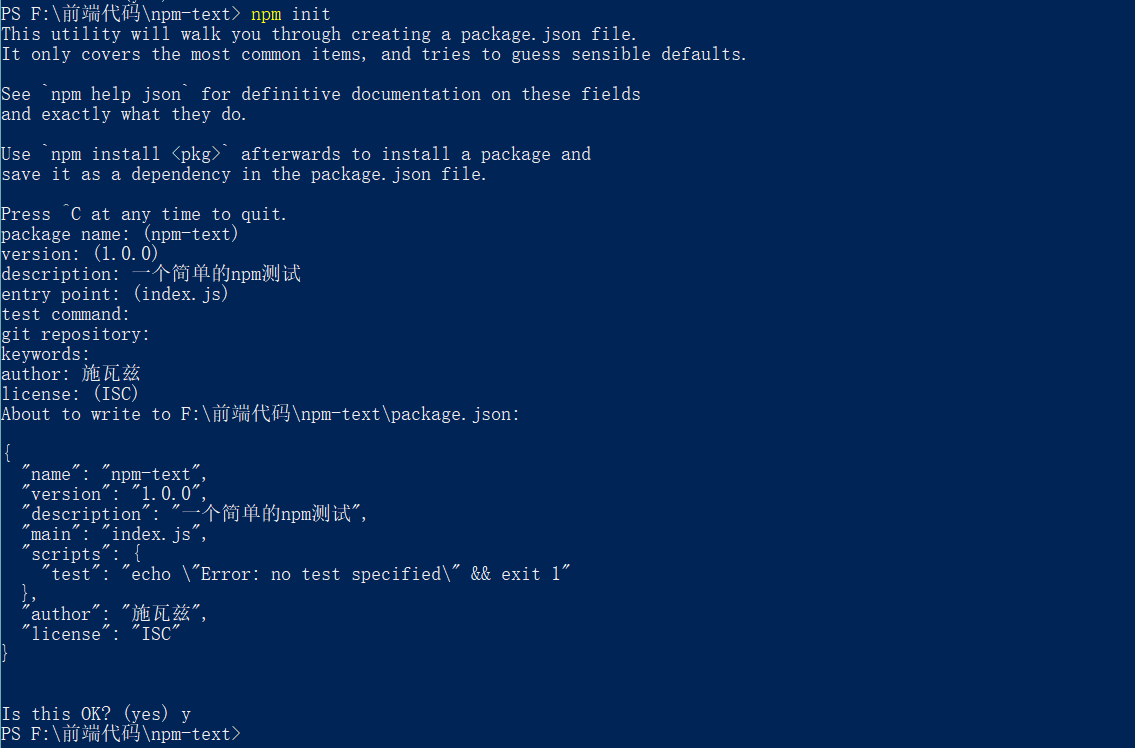 PS F:\前端代码\npm-text> npm init
This utility will walk you through creating a package.json file.
It only covers the most common items, and tries to guess sensible defaults.
See `npm help json` for definitive documentation on these fields
and exactly what they do.
Use `npm install <pkg>` afterwards to install a package and
save it as a dependency in the package.json file.
Press ^C at any time to quit.
package name: (npm-text)
version: (1.0.0)
description: 一个简单的npm测试
entry point: (index.js)
test command:
git repository:
keywords:
author: 施瓦兹
license: (ISC)
About to write to F:\前端代码\npm-text\package.json:
{
  "name": "npm-text",
  "version": "1.0.0",
  "description": "一个简单的npm测试",
  "main": "index.js",
  "scripts": {
    "test": "echo \"Error: no test specified\" && exit 1"
  },
  "author": "施瓦兹",
  "license": "ISC"
}
Is this OK? (yes) y
PS F:\前端代码\npm-text>